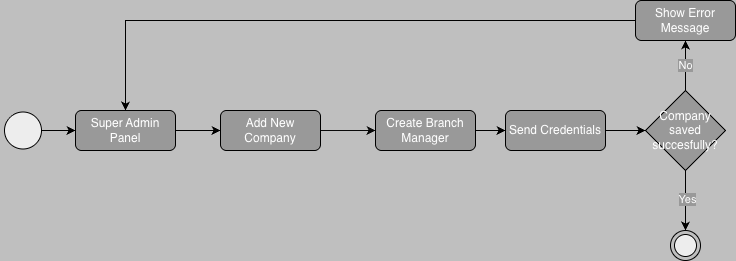 Show Error
Message
No
Super Admin
Panel
Add New
Company
Create Branch
Manager
Send Credentials
Company
saved
succesfully?
Yes